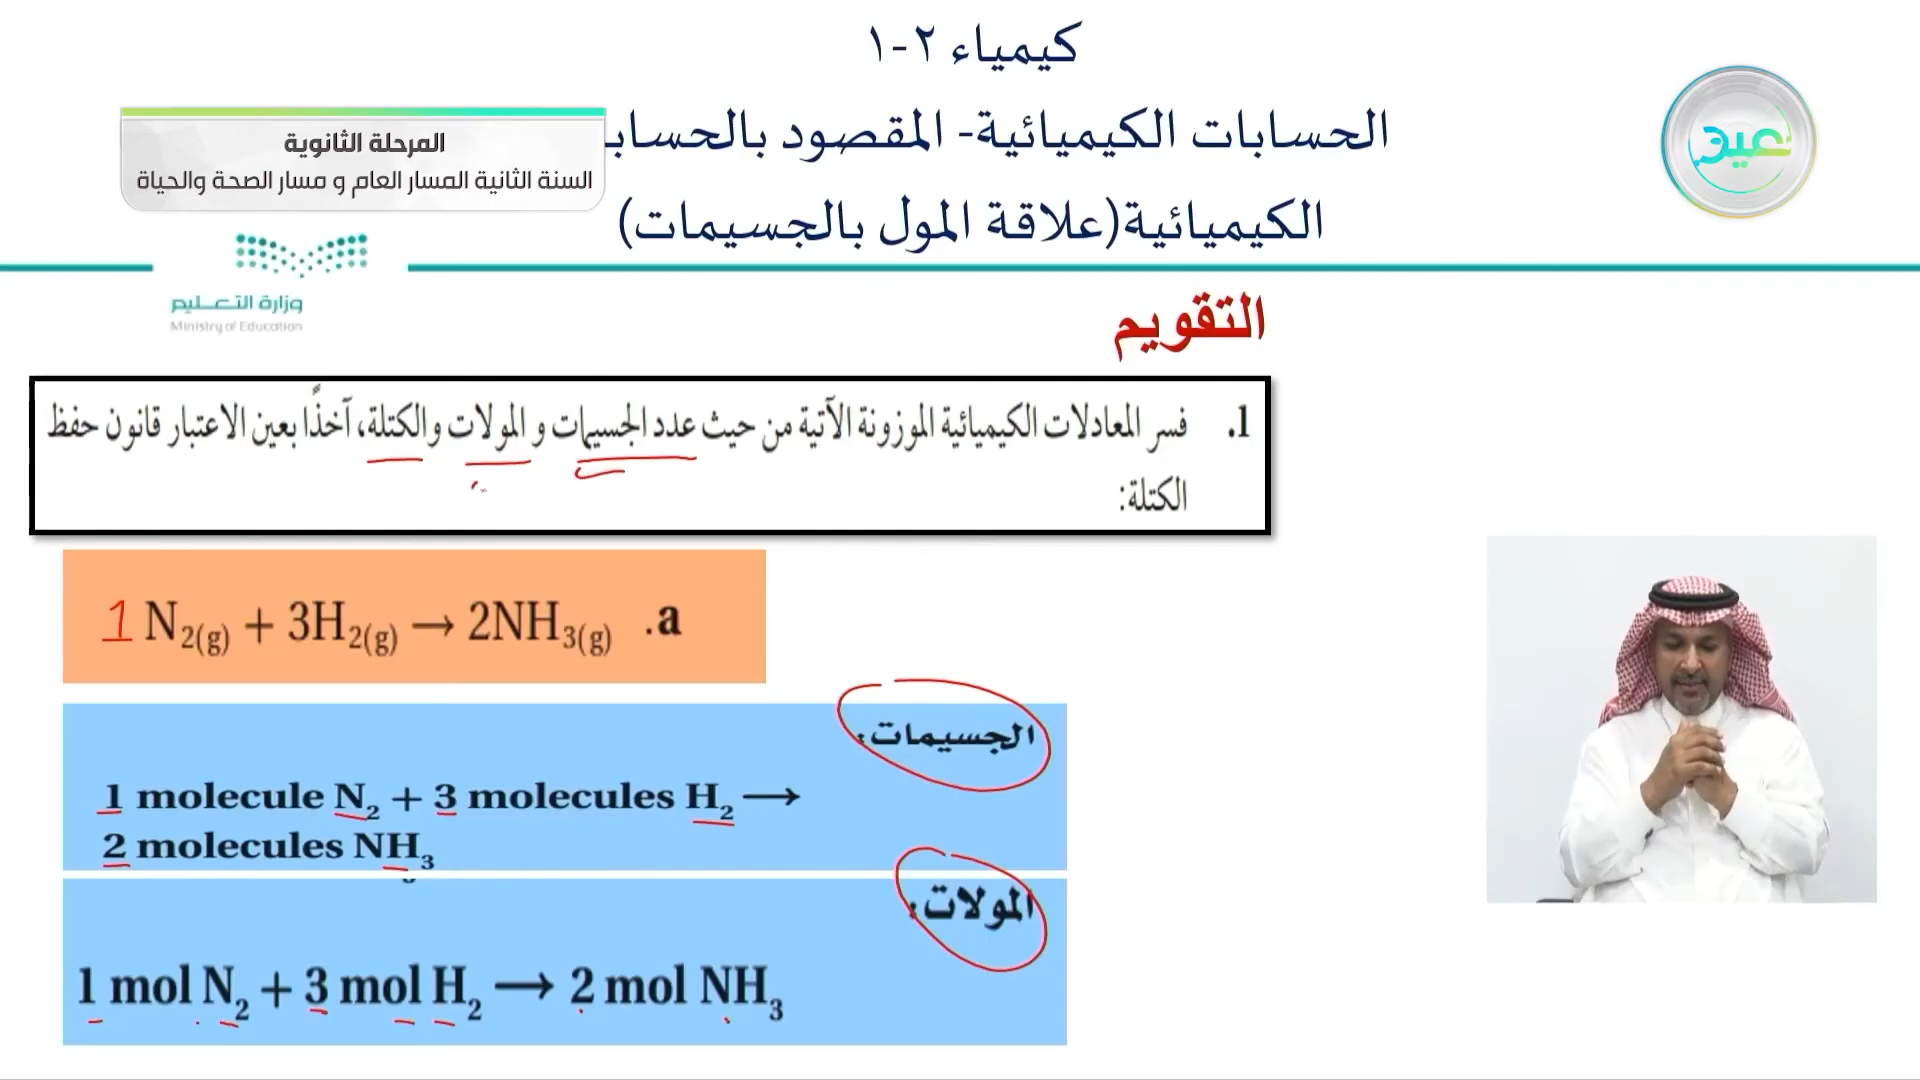 كيمياء ٢-١
الحسابات الكيميائية- المقصود بالحساب
الكيميائية(علاقة المول بالجسيمات)
المرحلة الثانوية
السنة الثانية المسار العام و مسار الصحة والحياة
عين
وزارة التعليم
Ministry of Education
التقويم
1. فسر المعادلات الكيميائية الموزونة الآتية من حيث عدد الجسيمات و المولات والكتلة، آخذًا بعين الاعتبار قانون حفظ
الكتلة:
1 N₂(g) + 3H₂(g) → 2NH₃(g) .a
الجسيمات:
1 molecule N₂ + 3 molecules H₂ →
2 molecules NH₃
المولات:
1 mol N₂ + 3 mol H₂ → 2 mol NH₃